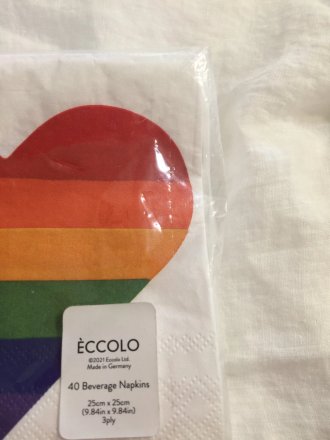 ÈCCOLO
©2021 Eccolo Ltd.
Made in Germany
40 Beverage Napkins
25cm x 25cm
(9.84in x 9.84in)
3ply